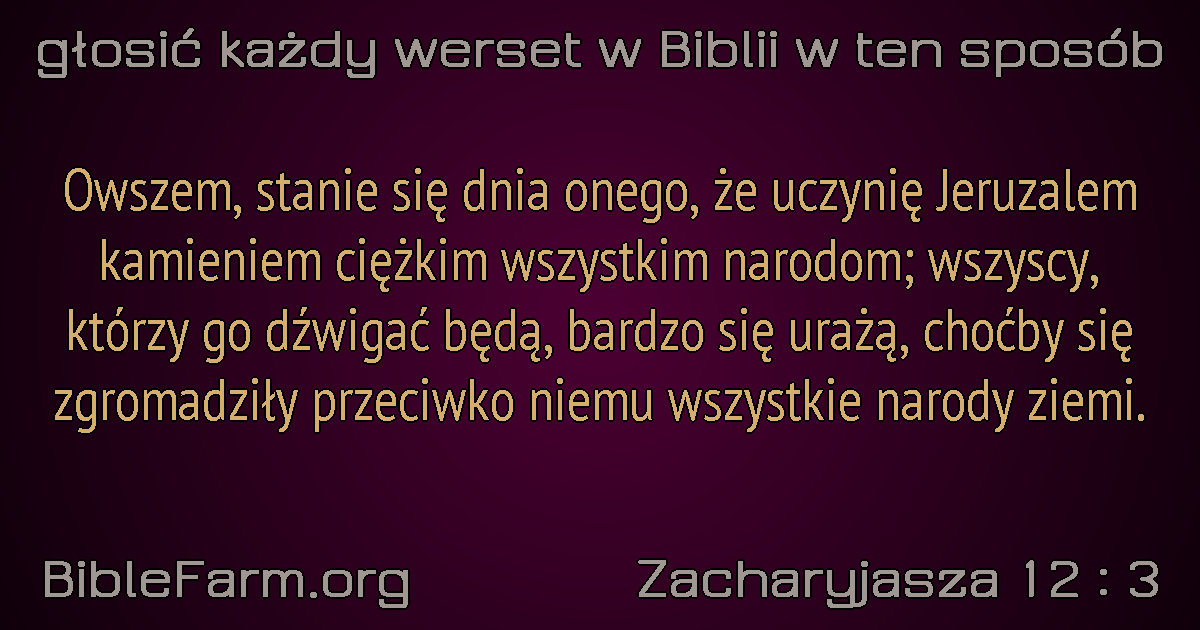 głosić każdy werset w Biblii w ten sposób
Owszem, stanie się dnia onego, że uczynię Jeruzalem
kamieniem ciężkim wszystkim narodom; wszyscy,
którzy go dźwigać będą, bardzo się urażą, choćby się
zgromadziły przeciwko niemu wszystkie narody ziemi.
BibleFarm.org
Zacharyjasza 12 : 3